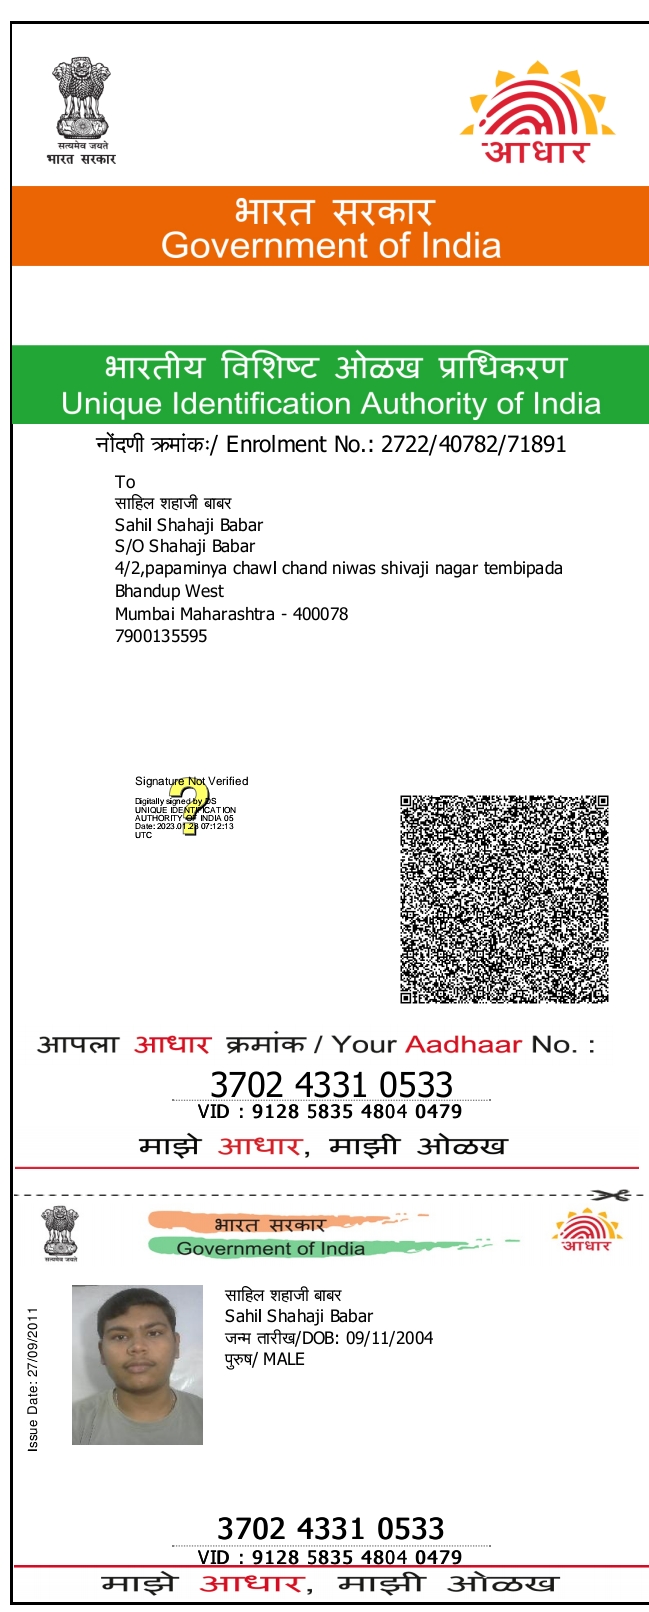 सत्यमेव जयते
भारत सरकार
आधार
भारत सरकार
Government of India
भारतीय विशिष्ट ओळख प्राधिकरण
Unique Identification Authority of India
नोंदणी क्रमांकः/ Enrolment No.: 2722/40782/71891
To
साहिल शहाजी बाबर
Sahil Shahaji Babar
S/O Shahaji Babar
4/2,papaminya chawl chand niwas shivaji nagar tembipada
Bhandup West
Mumbai Maharashtra - 400078
7900135595
Signature Not Verified
Digitally signed by DS
UNIQUE IDENTIFICATION
AUTHORITY OF INDIA 05
Date: 2023.01.28 07:12:13
UTC
आपला आधार क्रमांक / Your Aadhaar No. :
3702 4331 0533
VID : 9128 5835 4804 0479
माझे आधार, माझी ओळख
सत्यमेव जयते
भारत सरकार
Government of India
आधार
Issue Date: 27/09/2011
साहिल शहाजी बाबर
Sahil Shahaji Babar
जन्म तारीख/DOB: 09/11/2004
पुरुष/ MALE
3702 4331 0533
VID : 9128 5835 4804 0479
माझे आधार, माझी ओळख